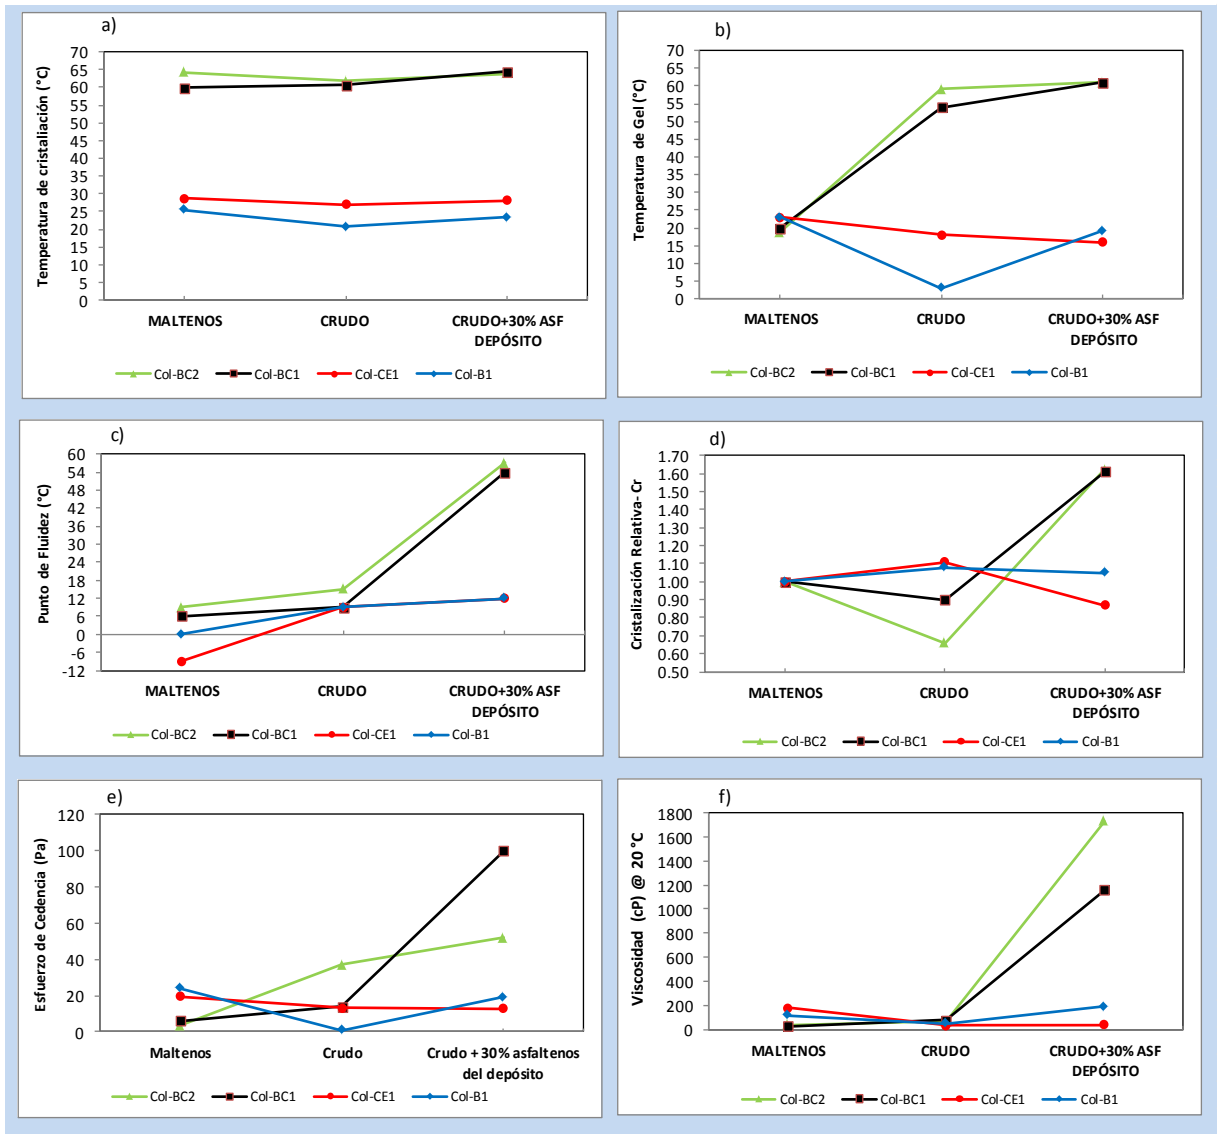 a)
Temperatura de cristaliación (°C)
70
65
60
55
50
45
40
35
30
25
20
15
10
5
0
MALTENOS CRUDO CRUDO+30% ASF
DEPÓSITO
Col-BC2 Col-BC1 Col-CE1 Col-B1
b)
Temperatura de Gel (°C)
70
65
60
55
50
45
40
35
30
25
20
15
10
5
0
MALTENOS CRUDO CRUDO+30% ASF
DEPÓSITO
Col-BC2 Col-BC1 Col-CE1 Col-B1
c)
Punto de Fluidez (°C)
60
54
48
42
36
30
24
18
12
6
0
-6
-12
MALTENOS CRUDO CRUDO+30% ASF
DEPÓSITO
Col-BC2 Col-BC1 Col-CE1 Col-B1
d)
Cristalización Relativa- Cr
1.70
1.60
1.50
1.40
1.30
1.20
1.10
1.00
0.90
0.80
0.70
0.60
0.50
MALTENOS CRUDO CRUDO+30% ASF
DEPÓSITO
Col-BC2 Col-BC1 Col-CE1 Col-B1
e)
Esfuerzo de Cedencia (Pa)
120
100
80
60
40
20
0
Maltenos Crudo Crudo + 30% asfaltenos
del depósito
Col-BC2 Col-BC1 Col-CE1 Col-B1
f)
Viscosidad (cP) @ 20 °C
1800
1600
1400
1200
1000
800
600
400
200
0
MALTENOS CRUDO CRUDO+30% ASF
DEPÓSITO
Col-BC2 Col-BC1 Col-CE1 Col-B1